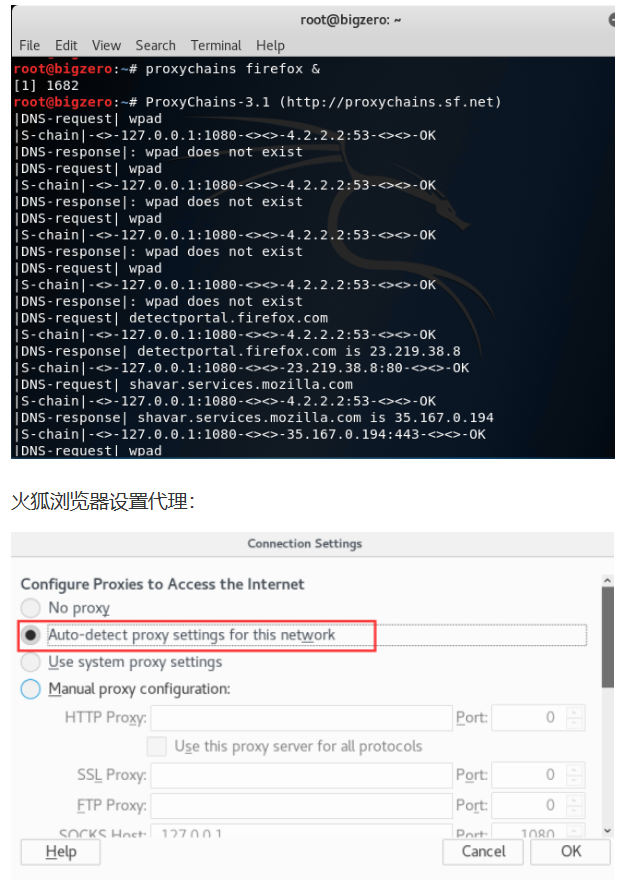 root@bigzero: ~
File Edit View Search Terminal Help
root@bigzero:~# proxychains firefox &
[1] 1682
root@bigzero:~# ProxyChains-3.1 (http://proxychains.sf.net)
|DNS-request| wpad
|S-chain|-<>-127.0.0.1:1080-<><>-4.2.2.2:53-<><>-OK
|DNS-response|: wpad does not exist
|DNS-request| wpad
|S-chain|-<>-127.0.0.1:1080-<><>-4.2.2.2:53-<><>-OK
|DNS-response|: wpad does not exist
|DNS-request| wpad
|S-chain|-<>-127.0.0.1:1080-<><>-4.2.2.2:53-<><>-OK
|DNS-response|: wpad does not exist
|DNS-request| wpad
|S-chain|-<>-127.0.0.1:1080-<><>-4.2.2.2:53-<><>-OK
|DNS-response|: wpad does not exist
|DNS-request| detectportal.firefox.com
|S-chain|-<>-127.0.0.1:1080-<><>-4.2.2.2:53-<><>-OK
|DNS-response| detectportal.firefox.com is 23.219.38.8
|S-chain|-<>-127.0.0.1:1080-<><>-23.219.38.8:80-<><>-OK
|DNS-request| shavar.services.mozilla.com
|S-chain|-<>-127.0.0.1:1080-<><>-4.2.2.2:53-<><>-OK
|DNS-response| shavar.services.mozilla.com is 35.167.0.194
|S-chain|-<>-127.0.0.1:1080-<><>-35.167.0.194:443-<><>-OK
|DNS-request| wpad
火狐浏览器设置代理：
Connection Settings
Configure Proxies to Access the Internet
No proxy
Auto-detect proxy settings for this network
Use system proxy settings
Manual proxy configuration:
HTTP Proxy: Port: 0
Use this proxy server for all protocols
SSL Proxy: Port: 0
FTP Proxy: Port: 0
SOCKS Host: 127.0.0.1 Port: 1080
Help Cancel OK